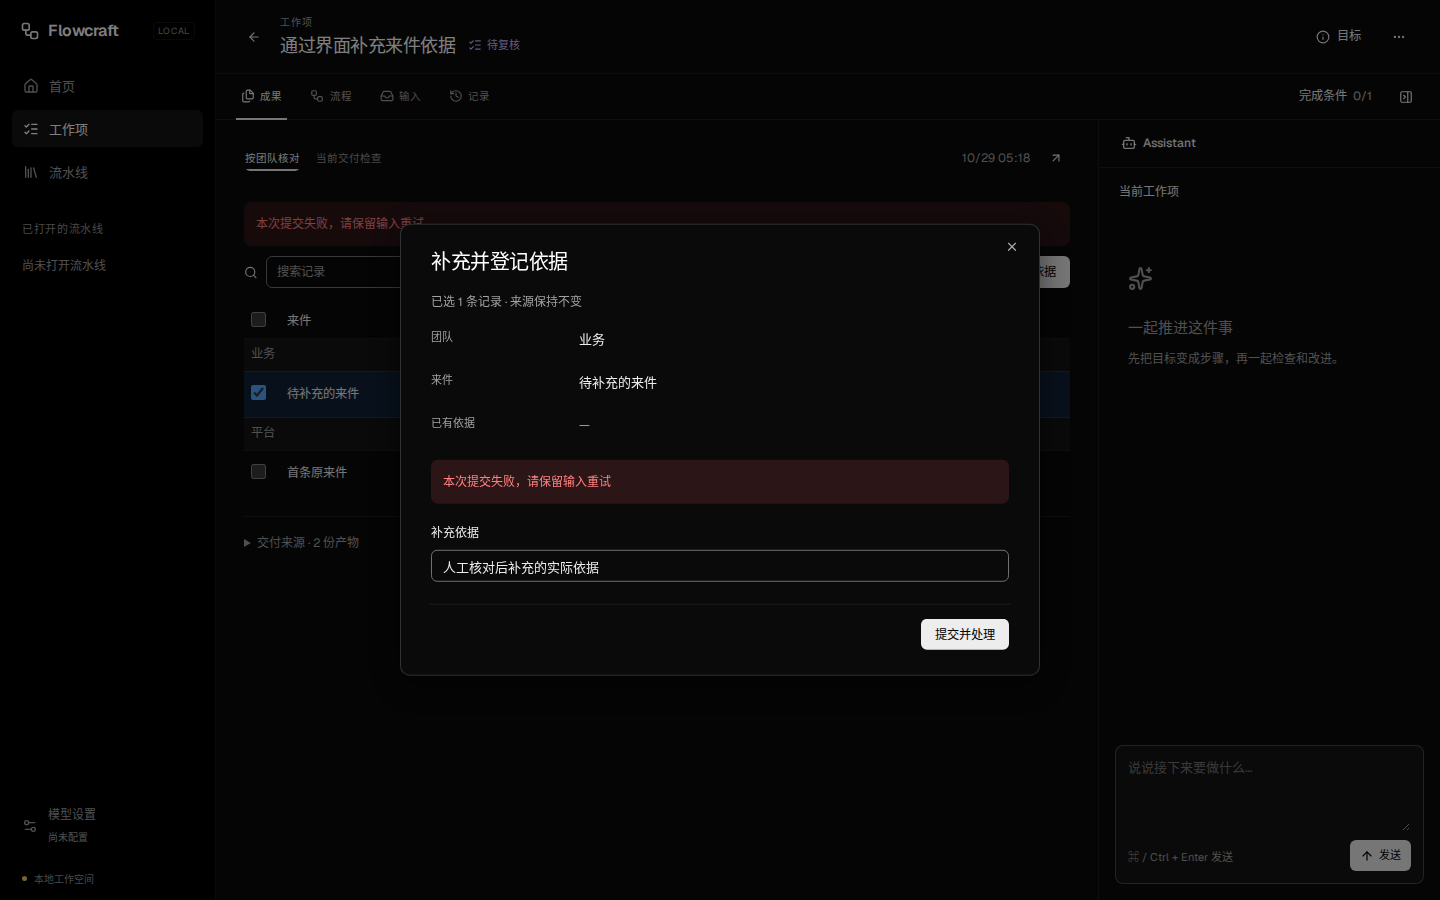 Flowcraft
LOCAL
首页
工作项
流水线
已打开的流水线
尚未打开流水线
模型设置
尚未配置
本地工作空间
工作项
通过界面补充来件依据
待复核
目标
成果
流程
输入
记录
完成条件 0/1
按团队核对
当前交付检查
10/29 05:18
本次提交失败，请保留输入重试
搜索记录
依据
来件
业务
待补充的来件
平台
首条原来件
交付来源 · 2 份产物
补充并登记依据
已选 1 条记录 · 来源保持不变
团队
业务
来件
待补充的来件
已有依据
—
本次提交失败，请保留输入重试
补充依据
人工核对后补充的实际依据
提交并处理
Assistant
当前工作项
一起推进这件事
先把目标变成步骤，再一起检查和改进。
说说接下来要做什么...
⌘ / Ctrl + Enter 发送
发送